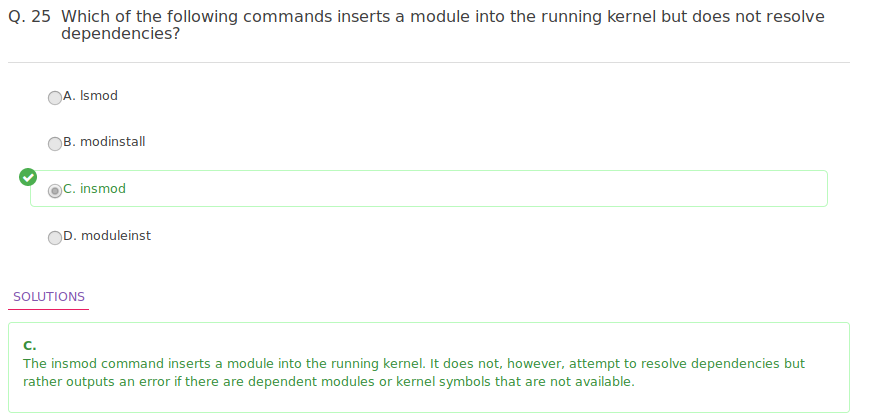 Q. 25 Which of the following commands inserts a module into the running kernel but does not resolve
dependencies?
A. lsmod
B. modinstall
C. insmod
D. moduleinst
SOLUTIONS
C.
The insmod command inserts a module into the running kernel. It does not, however, attempt to resolve dependencies but
rather outputs an error if there are dependent modules or kernel symbols that are not available.